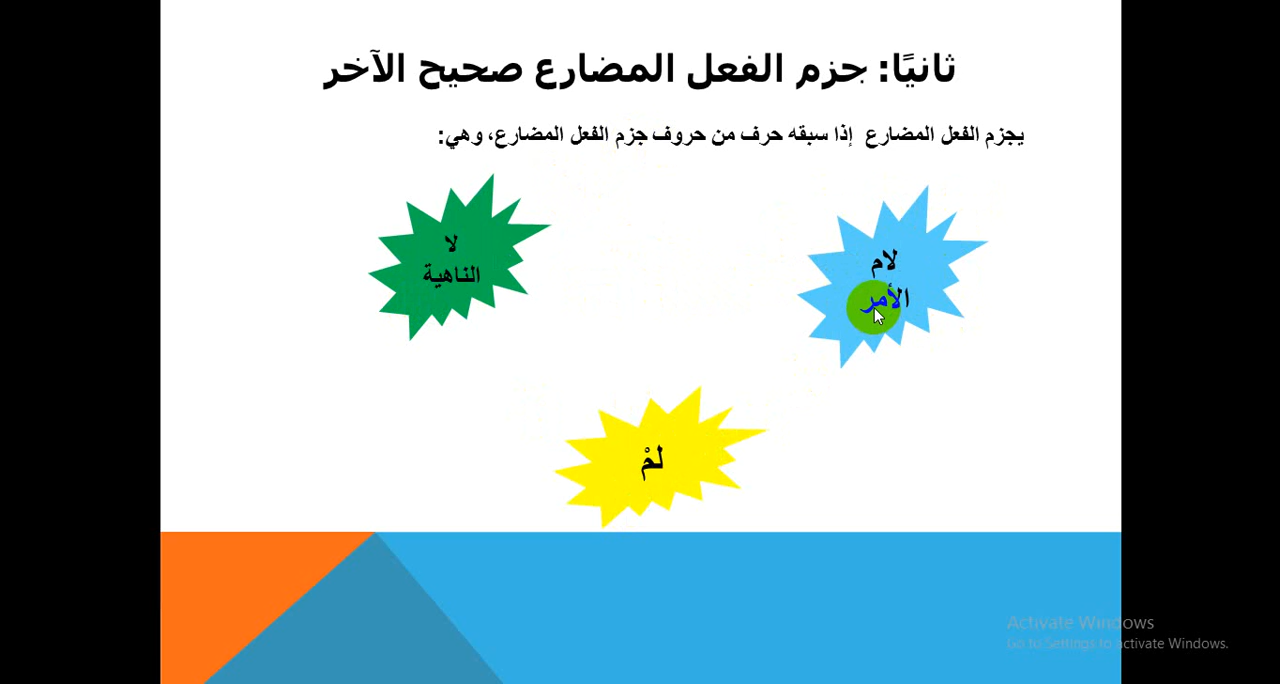 ثانيًا: جزم الفعل المضارع صحيح الآخر
يجزم الفعل المضارع إذا سبقه حرف من حروف جزم الفعل المضارع، وهي:
لام
الأمر
لا
الناهية
لمْ
Activate Windows
Go to Settings to activate Windows.